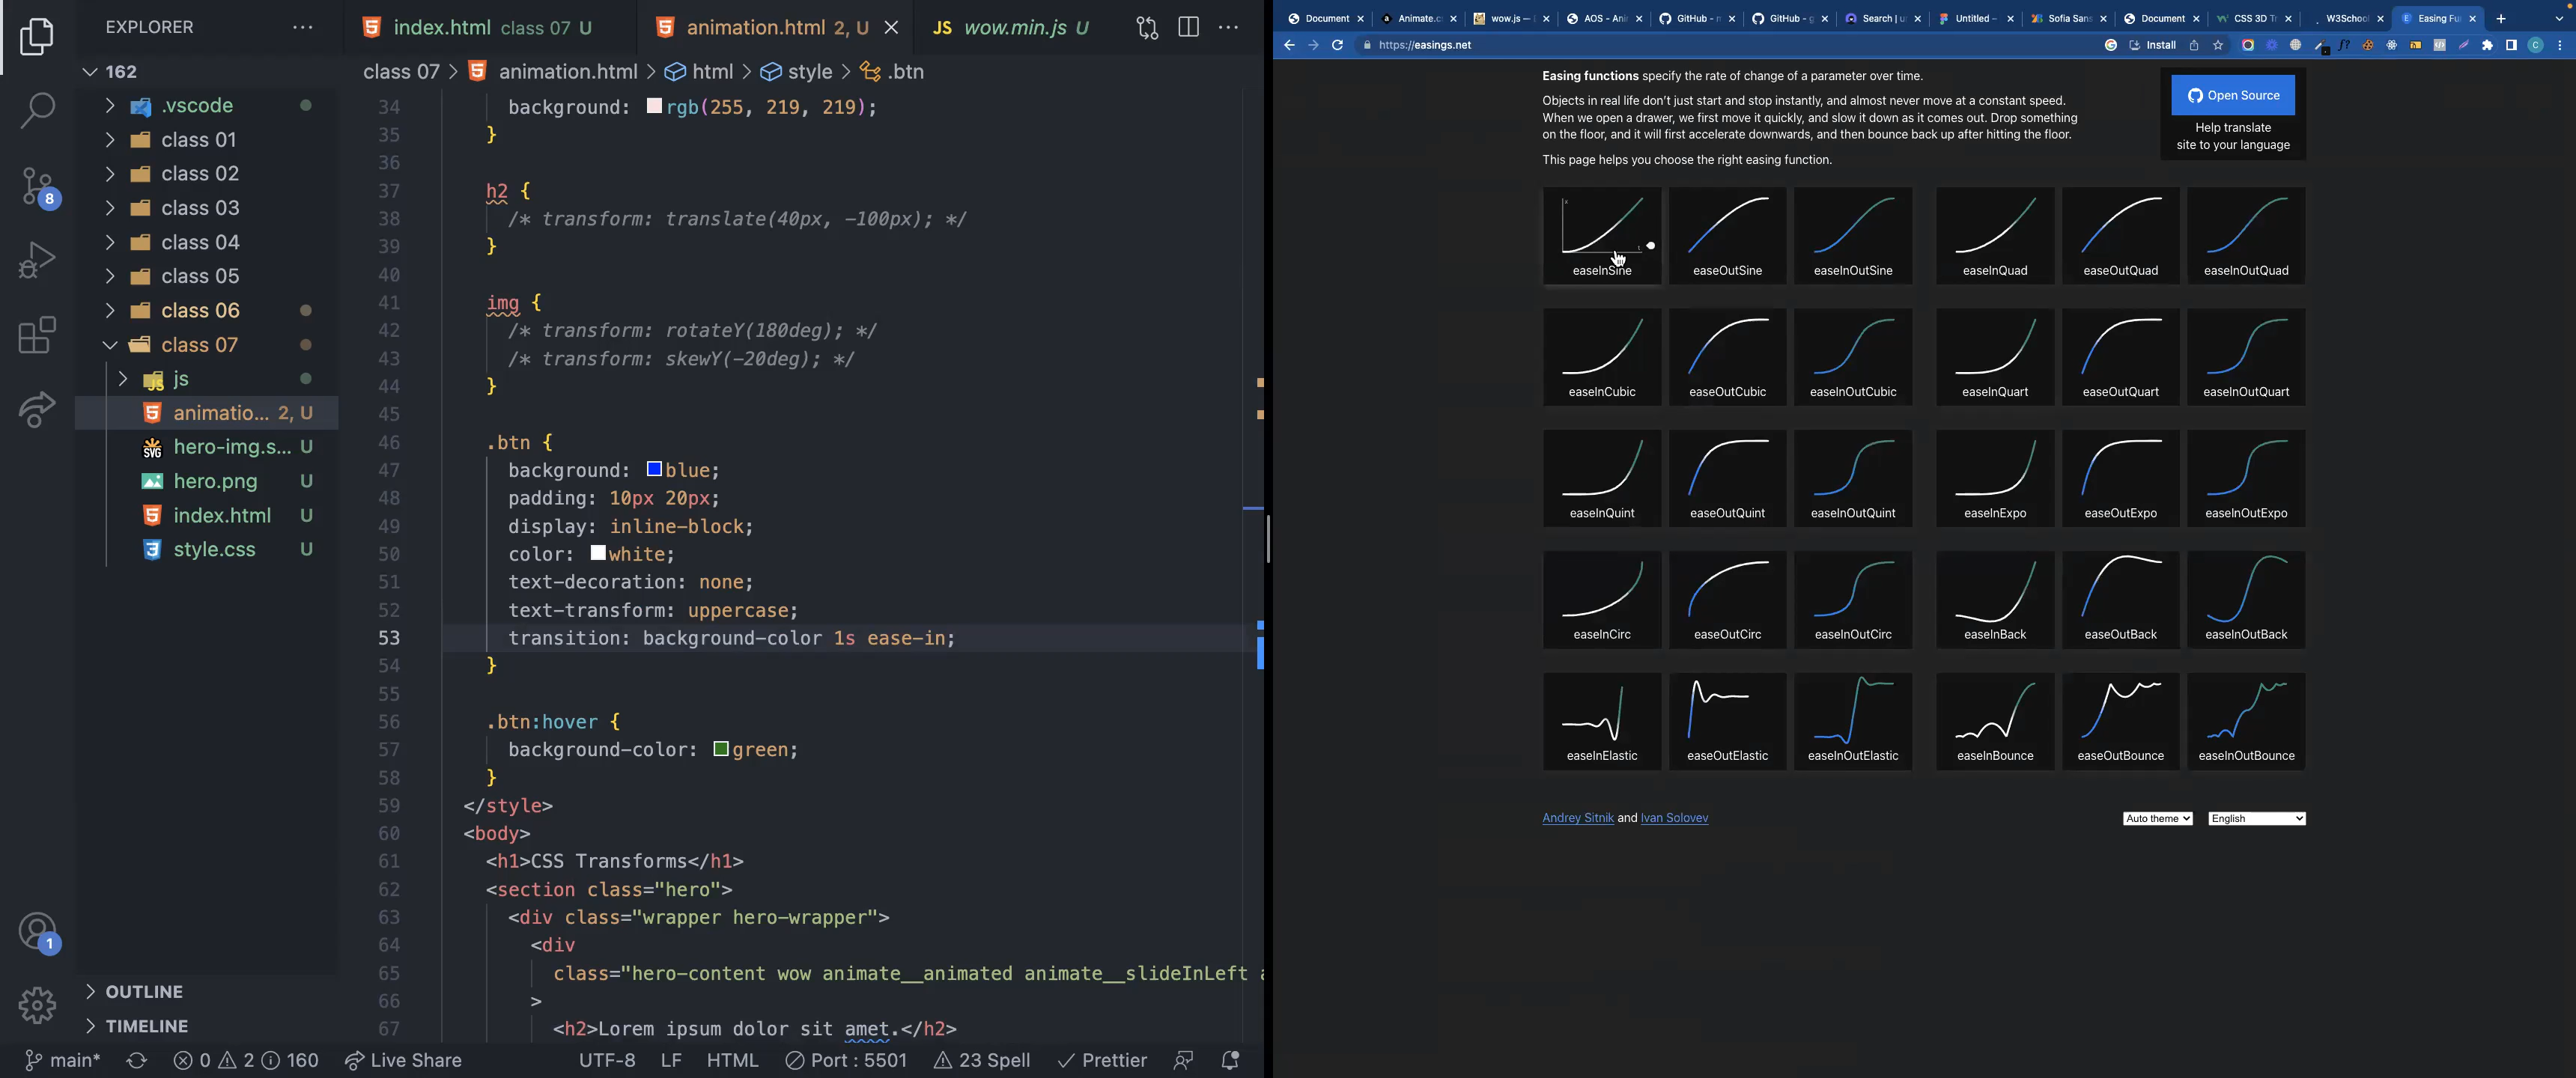 EXPLORER
162
.vscode
class 01
class 02
class 03
class 04
class 05
class 06
class 07
js
animatio... 2, U
hero-img.s... U
hero.png U
index.html U
style.css U
OUTLINE
TIMELINE
8
1
index.html class 07 U
animation.html 2, U
JS wow.min.js U
class 07 > animation.html > html > style > .btn
34 background: rgb(255, 219, 219);
35 }
36
37 h2 {
38 /* transform: translate(40px, -100px); */
39 }
40
41 img {
42 /* transform: rotateY(180deg); */
43 /* transform: skewY(-20deg); */
44 }
45
46 .btn {
47 background: blue;
48 padding: 10px 20px;
49 display: inline-block;
50 color: white;
51 text-decoration: none;
52 text-transform: uppercase;
53 transition: background-color 1s ease-in;
54 }
55
56 .btn:hover {
57 background-color: green;
58 }
59 </style>
60 <body>
61 <h1>CSS Transforms</h1>
62 <section class="hero">
63 <div class="wrapper hero-wrapper">
64 <div
65 class="hero-content wow animate__animated animate__slideInLeft
66 >
67 <h2>Lorem ipsum dolor sit amet.</h2>
main* 0 2 160 Live Share UTF-8 LF HTML Port : 5501 23 Spell Prettier
Document Animate.c wow.js — AOS - Ani GitHub - GitHub - Search | Untitled – Sofia Sans Document CSS 3D T W3School Easing Fu
https://easings.net Install
Easing functions specify the rate of change of a parameter over time.
Objects in real life don't just start and stop instantly, and almost never move at a constant speed.
When we open a drawer, we first move it quickly, and slow it down as it comes out. Drop something
on the floor, and it will first accelerate downwards, and then bounce back up after hitting the floor.
This page helps you choose the right easing function.
Open Source
Help translate
site to your language
easeInSine easeOutSine easeInOutSine easeInQuad easeOutQuad easeInOutQuad
easeInCubic easeOutCubic easeInOutCubic easeInQuart easeOutQuart easeInOutQuart
easeInQuint easeOutQuint easeInOutQuint easeInExpo easeOutExpo easeInOutExpo
easeInCirc easeOutCirc easeInOutCirc easeInBack easeOutBack easeInOutBack
easeInElastic easeOutElastic easeInOutElastic easeInBounce easeOutBounce easeInOutBounce
Andrey Sitnik and Ivan Solovev
Auto theme English